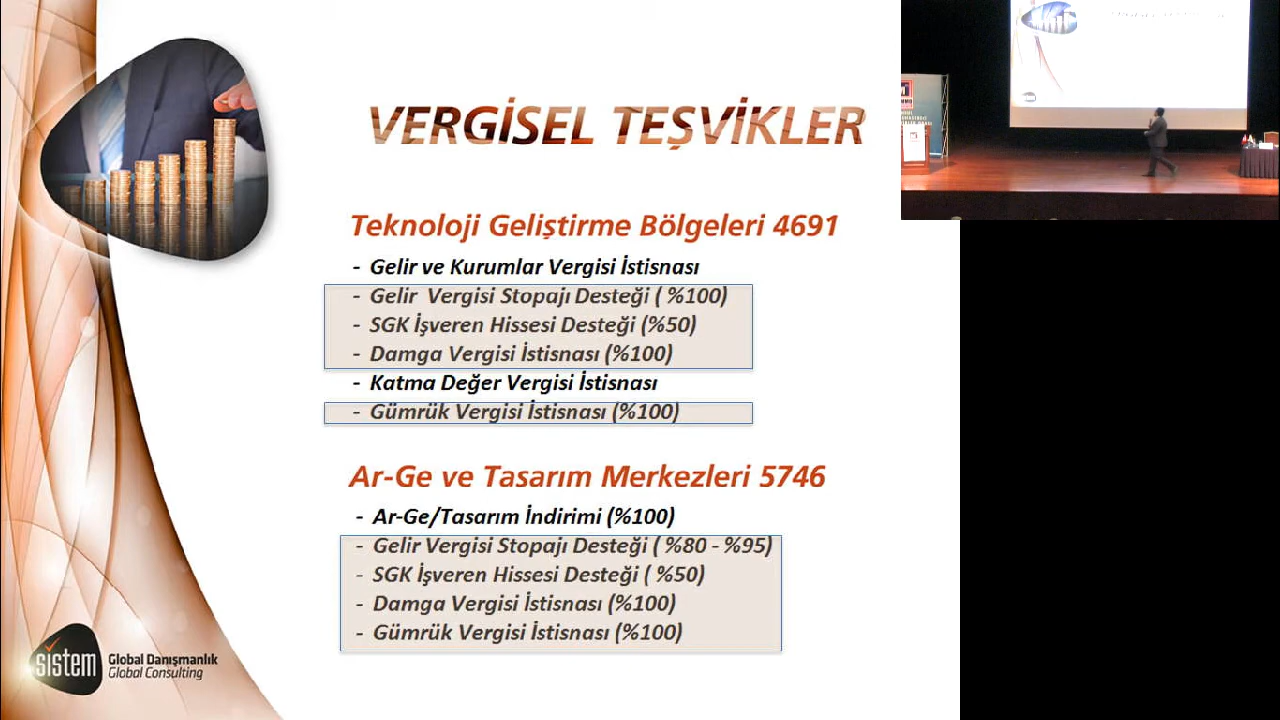 VERGİSEL TEŞVİKLER
Teknoloji Geliştirme Bölgeleri 4691
- Gelir ve Kurumlar Vergisi İstisnası
- Gelir Vergisi Stopajı Desteği ( %100)
- SGK İşveren Hissesi Desteği (%50)
- Damga Vergisi İstisnası (%100)
- Katma Değer Vergisi İstisnası
- Gümrük Vergisi İstisnası (%100)
Ar-Ge ve Tasarım Merkezleri 5746
- Ar-Ge/Tasarım İndirimi (%100)
- Gelir Vergisi Stopajı Desteği ( %80 - %95)
- SGK İşveren Hissesi Desteği ( %50)
- Damga Vergisi İstisnası (%100)
- Gümrük Vergisi İstisnası (%100)
sistem
Global Danışmanlık
Global Consulting